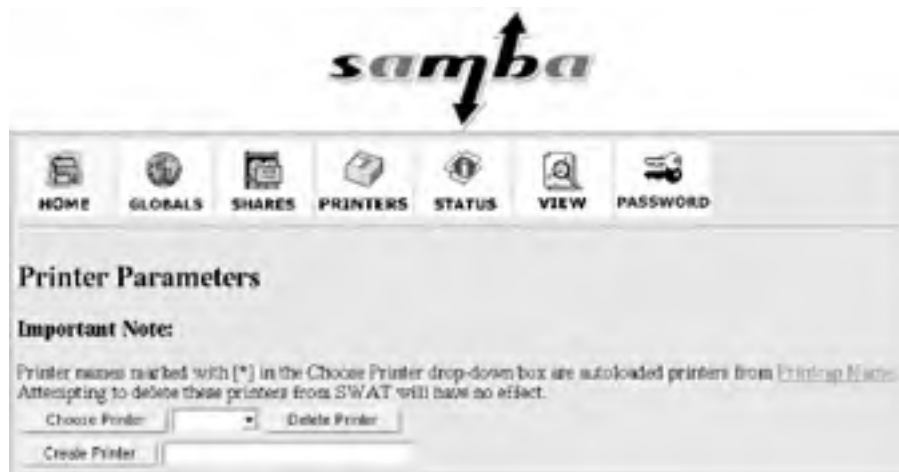 samba
HOME GLOBALS SHARES PRINTERS STATUS VIEW PASSWORD
Printer Parameters
Important Note:
Printer names marked with [*] in the Choose Printer drop-down box are autoloaded printers from Printcap Name.
Attempting to delete these printers from SWAT will have no effect.
Choose Printer Delete Printer
Create Printer